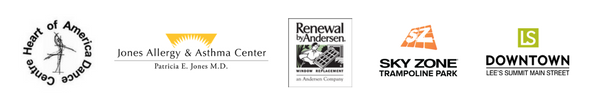 Heart of America Dance Centre
Jones Allergy & Asthma Center
Patricia E. Jones M.D.
Renewal
by Andersen.
WINDOW REPLACEMENT
an Andersen Company
SZ
SKY ZONE
TRAMPOLINE PARK
LS
DOWNTOWN
LEE'S SUMMIT MAIN STREET